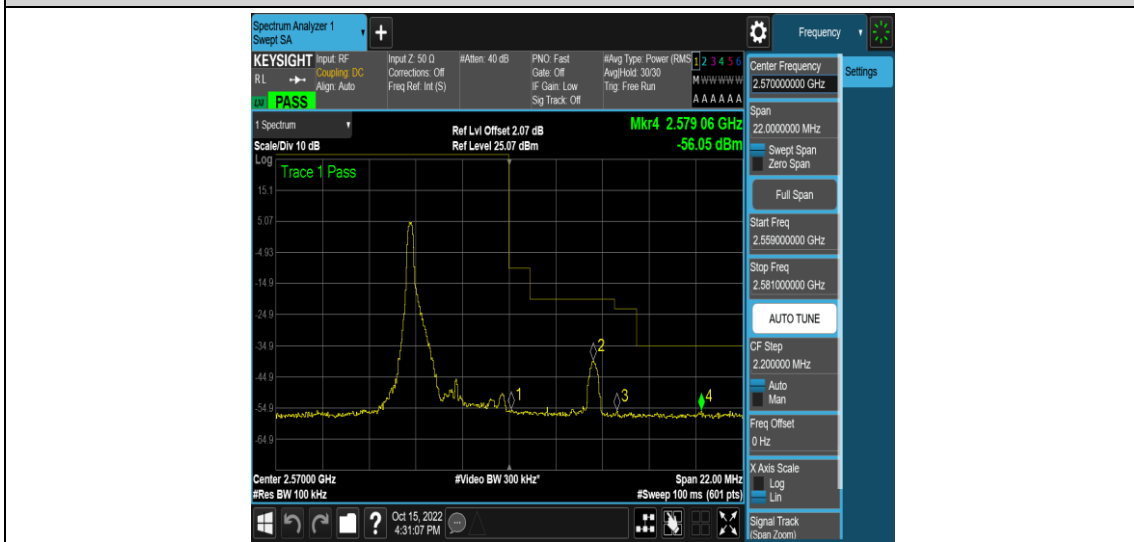 Spectrum Analyzer 1
Swept SA
+
Frequency
KEYSIGHT
RL
Input: RF
Coupling: DC
Align: Auto
Input Z: 50 Ω
Corrections: Off
Freq Ref: Int (S)
#Atten: 40 dB
PNO: Fast
Gate: Off
IF Gain: Low
Sig Track: Off
#Avg Type: Power (RMS
Avg|Hold: 30/30
Trig: Free Run
1 2 3 4 5 6
M W W W W W
A A A A A A
PASS
1 Spectrum
Scale/Div 10 dB
Ref Lvl Offset 2.07 dB
Ref Level 25.07 dBm
Mkr4 2.579 06 GHz
-56.05 dBm
Log
Trace 1 Pass
15.1
5.07
-4.93
-14.9
-24.9
-34.9
-44.9
-54.9
-64.9
1
2
3
4
Center 2.57000 GHz
#Res BW 100 kHz
#Video BW 300 kHz*
Span 22.00 MHz
#Sweep 100 ms (601 pts)
?
Oct 15, 2022
4:31:07 PM
Center Frequency
2.570000000 GHz
Settings
Span
22.0000000 MHz
Swept Span
Zero Span
Full Span
Start Freq
2.559000000 GHz
Stop Freq
2.581000000 GHz
AUTO TUNE
CF Step
2.200000 MHz
Auto
Man
Freq Offset
0 Hz
X Axis Scale
Log
Lin
Signal Track
(Span Zoom)